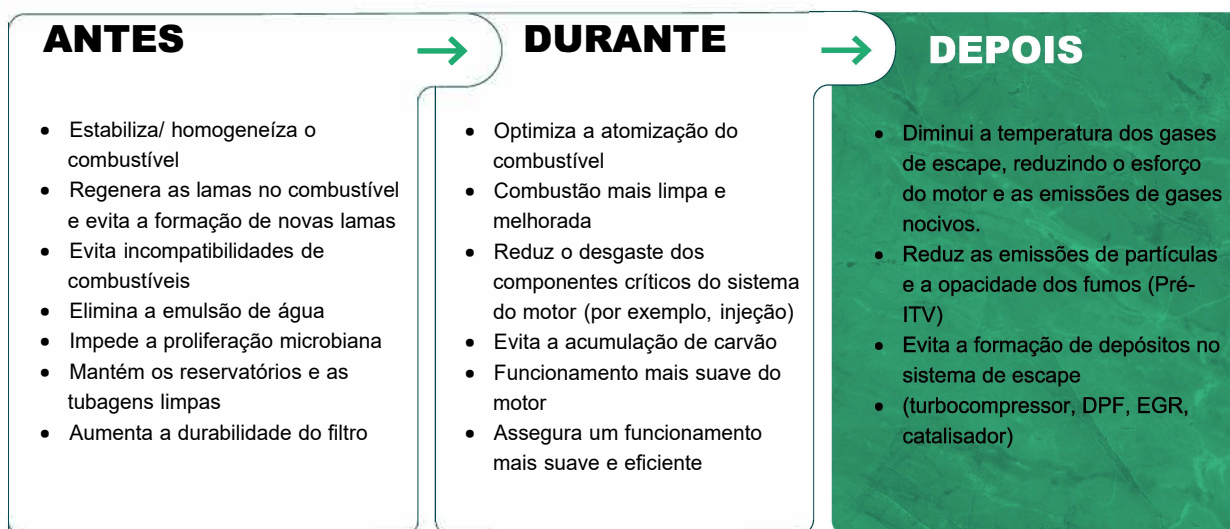 ANTES
• Estabiliza/ homogeneíza o
combustível
• Regenera as lamas no combustível
e evita a formação de novas lamas
• Evita incompatibilidades de
combustíveis
• Elimina a emulsão de água
• Impede a proliferação microbiana
• Mantém os reservatórios e as
tubagens limpas
• Aumenta a durabilidade do filtro
DURANTE
• Optimiza a atomização do
combustível
• Combustão mais limpa e
melhorada
• Reduz o desgaste dos
componentes críticos do sistema
do motor (por exemplo, injeção)
• Evita a acumulação de carvão
• Funcionamento mais suave do
motor
• Assegura um funcionamento
mais suave e eficiente
DEPOIS
• Diminui a temperatura dos gases
de escape, reduzindo o esforço
do motor e as emissões de gases
nocivos.
• Reduz as emissões de partículas
e a opacidade dos fumos (Pré-
ITV)
• Evita a formação de depósitos no
sistema de escape
• (turbocompressor, DPF, EGR,
catalisador)